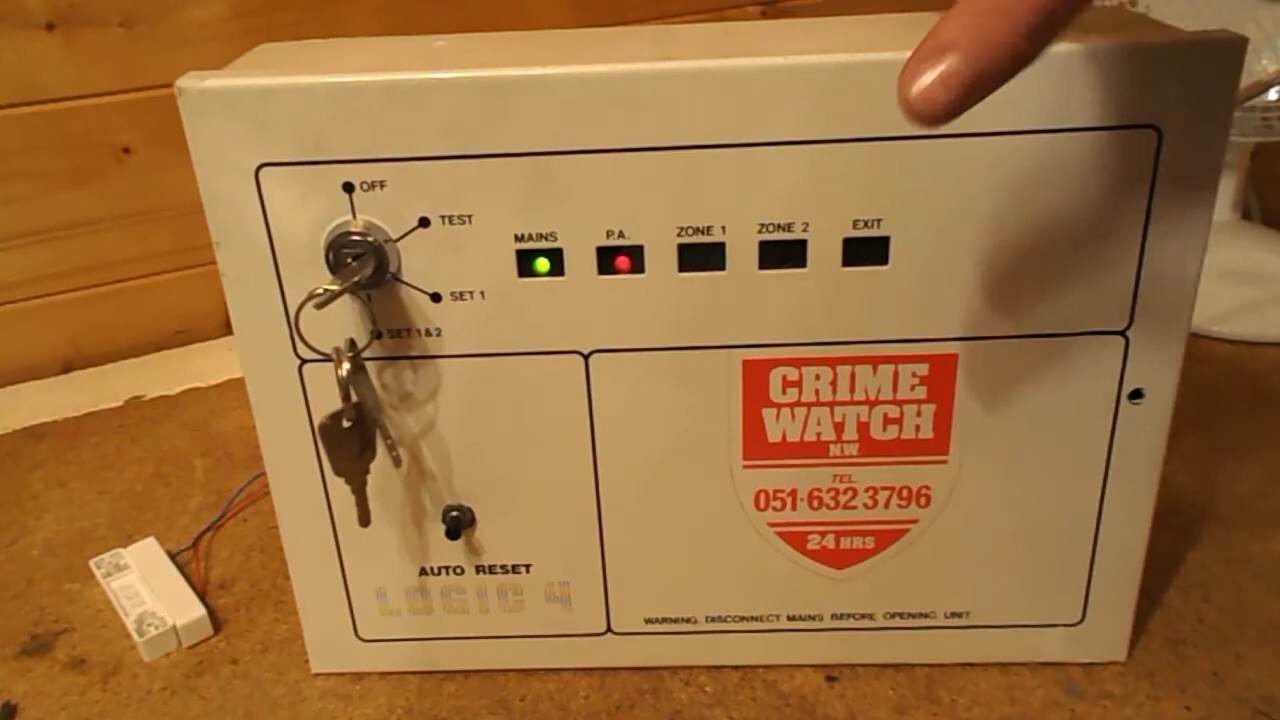 OFF
TEST
SET 1
SET 1&2
MAINS
P.A.
ZONE 1
ZONE 2
EXIT
CRIME
WATCH
N.W.
TEL.
051·632 3796
24 HRS
AUTO RESET
LOGIC 4
WARNING. DISCONNECT MAINS BEFORE OPENING UNIT